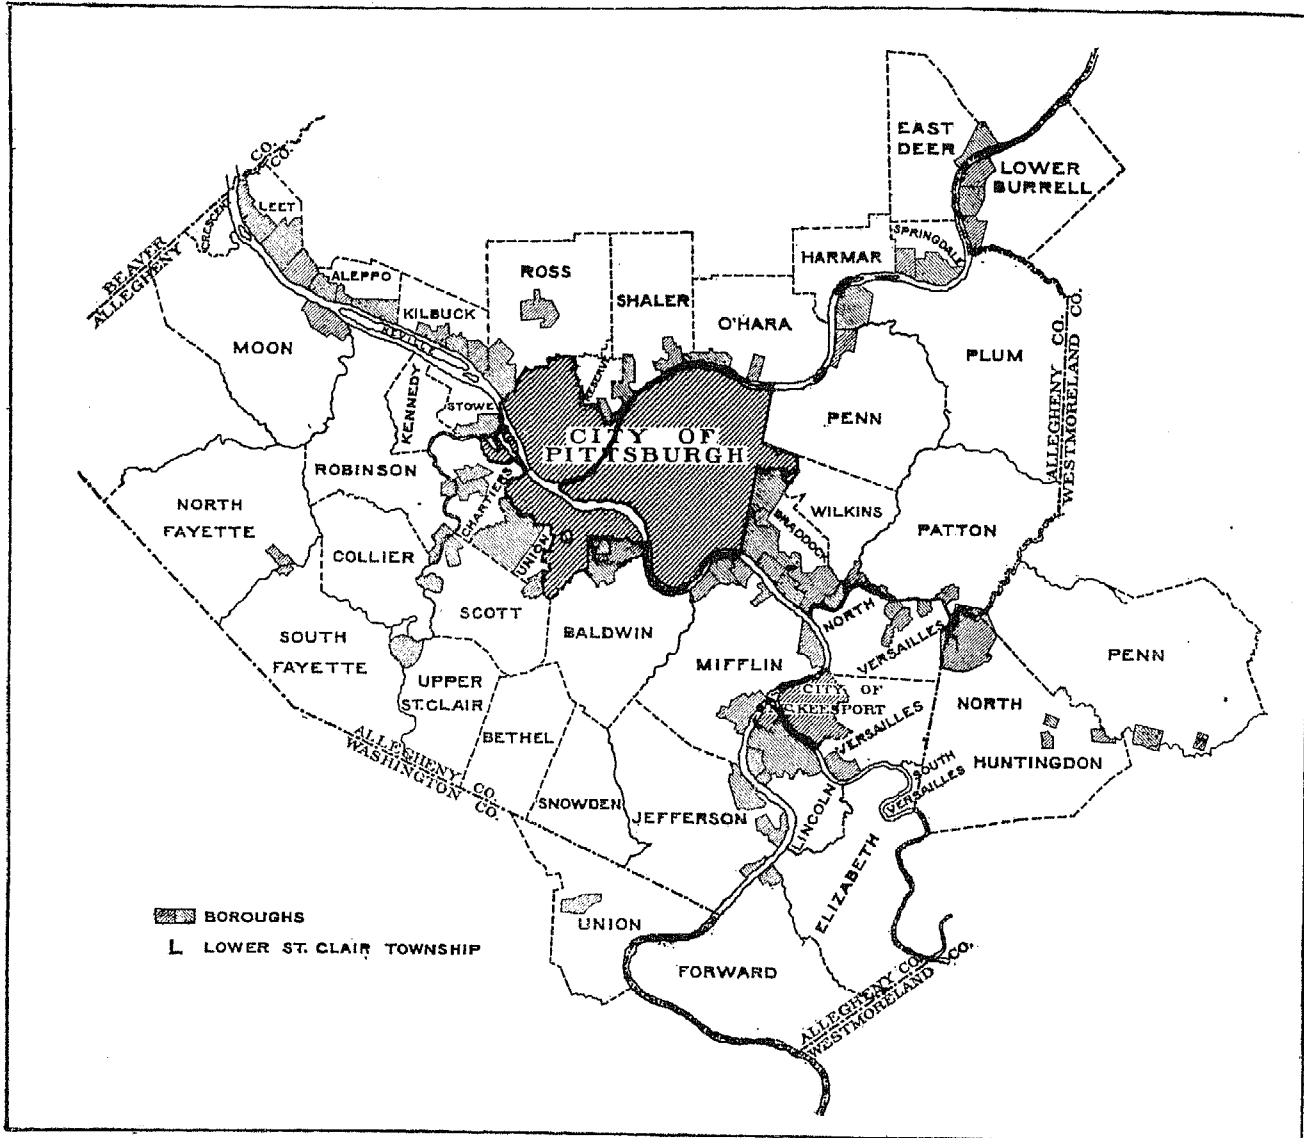 EAST
DEER
LOWER
BURRELL
BEAVER CO.
ALLEGHENY CO.
CRESCENT
LEET
ALEPPO
KILBUCK
NEVILLE
ROSS
SHALER
O'HARA
HARMAR
SPRINGDALE
MOON
KENNEDY
STOWE
RESERVE
PLUM
ALLEGHENY CO.
WESTMORELAND CO.
PENN
CITY OF
PITTSBURGH
ROBINSON
CHARTIERS
NORTH
FAYETTE
COLLIER
UNION
L
BRADDOCK
WILKINS
PATTON
SCOTT
BALDWIN
SOUTH
FAYETTE
UPPER
ST. CLAIR
MIFFLIN
NORTH
VERSAILLES
PENN
CITY OF
KEESPORT
VERSAILLES
NORTH
HUNTINGDON
BETHEL
SNOWDEN
JEFFERSON
LINCOLN
SOUTH
VERSAILLES
ALLEGHENY CO.
WASHINGTON CO.
ELIZABETH
UNION
FORWARD
ALLEGHENY CO.
WESTMORELAND CO.
BOROUGHS
L LOWER ST. CLAIR TOWNSHIP